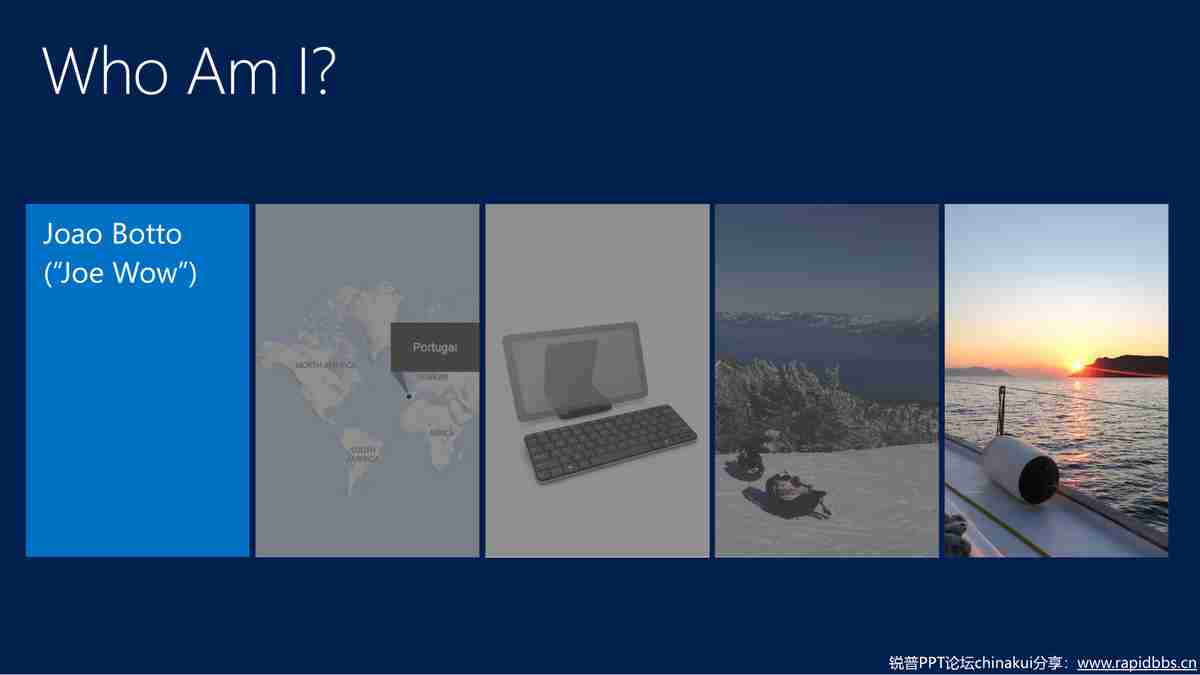 Who Am I?
Joao Botto
(“Joe Wow”)
Portugal
NORTH AMERICA
EUROPE
AFRICA
SOUTH
AMERICA
锐普PPT论坛chinakui分享：www.rapidbbs.cn